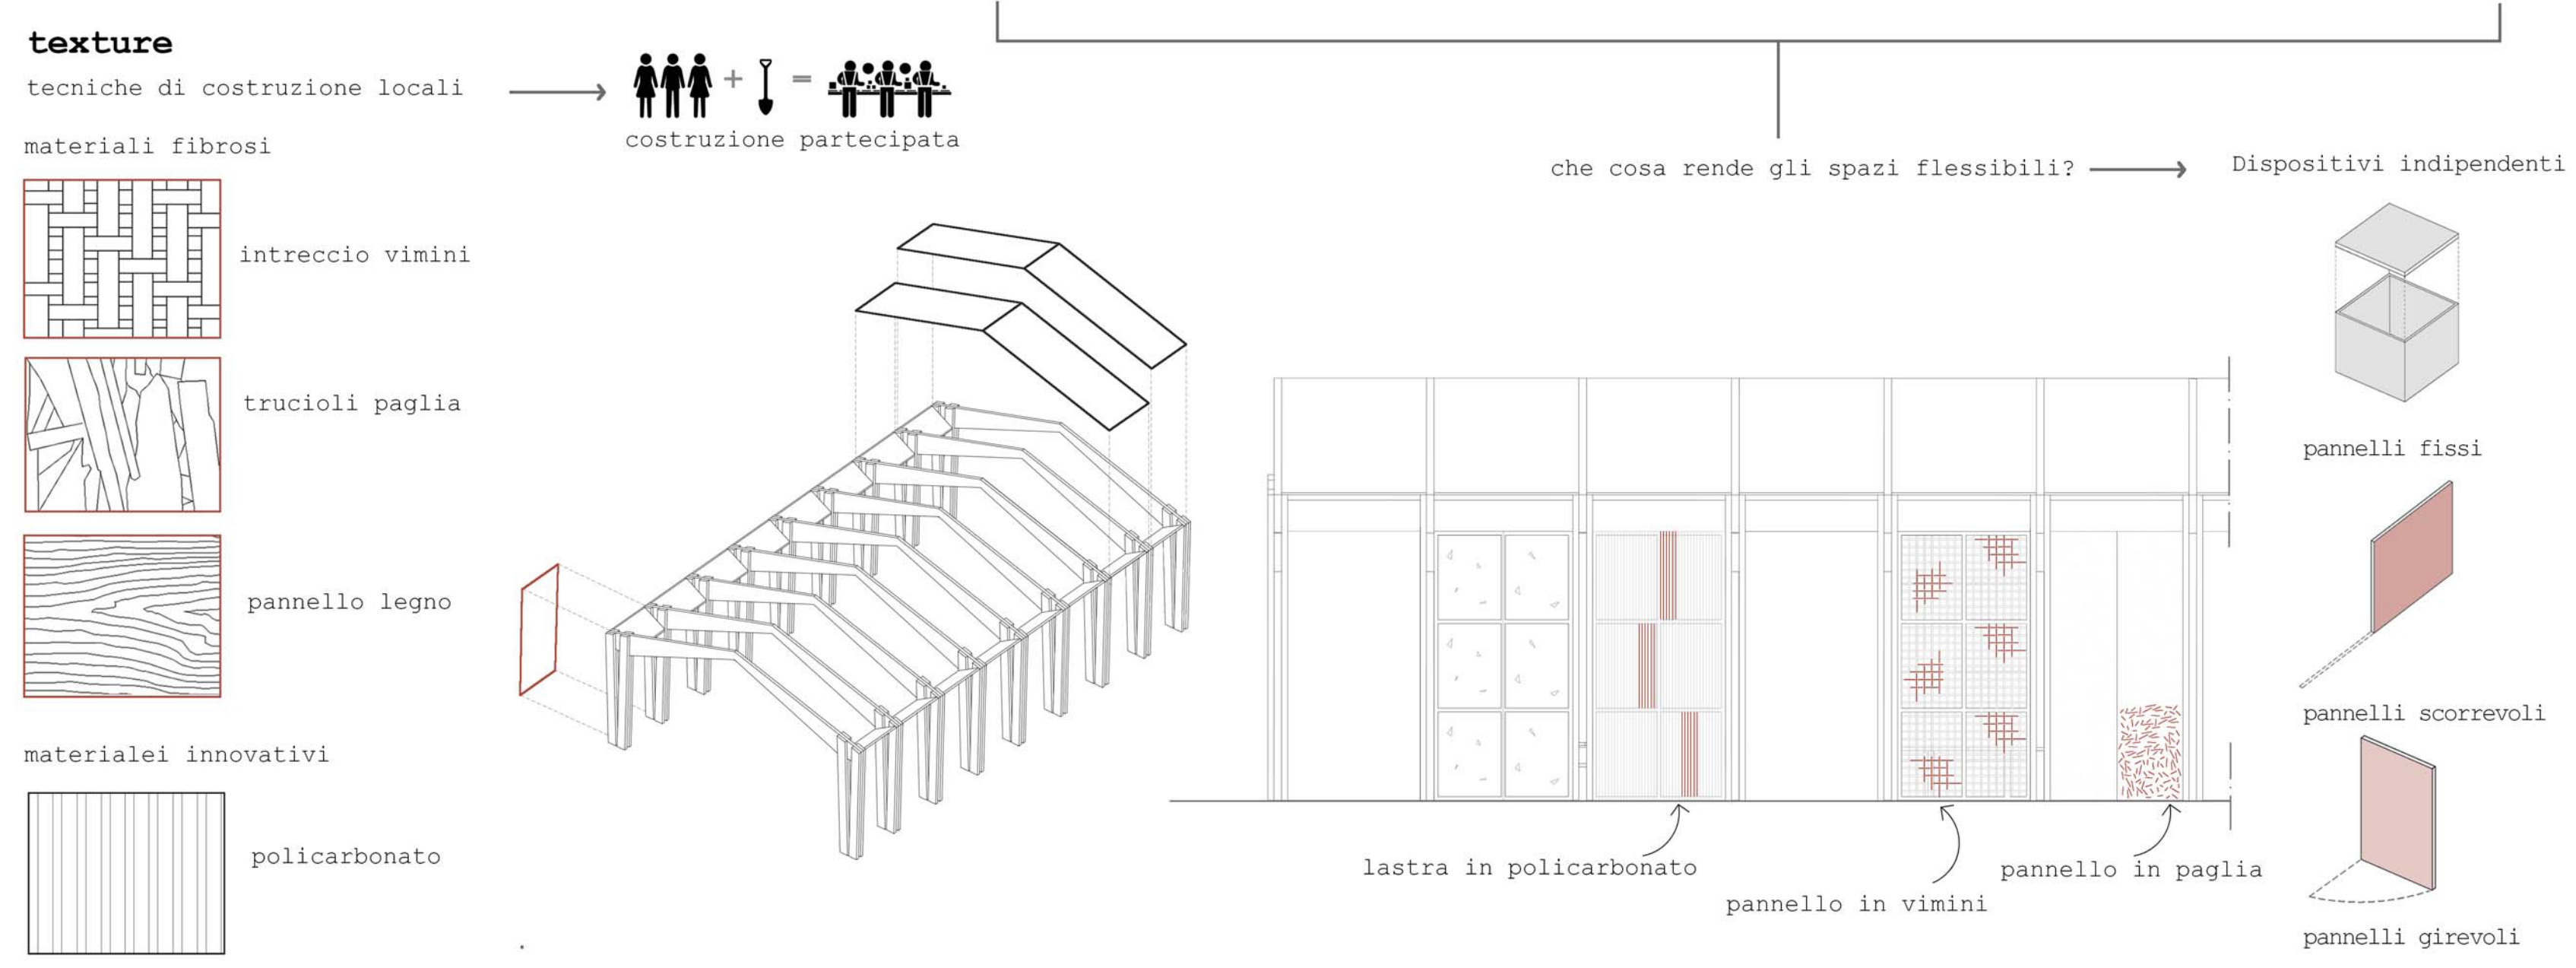 texture
tecniche di costruzione locali
costruzione partecipata
materiali fibrosi
intreccio vimini
trucioli paglia
pannello legno
materialei innovativi
policarbonato
che cosa rende gli spazi flessibili?
Dispositivi indipendenti
pannelli fissi
pannelli scorrevoli
pannelli girevoli
lastra in policarbonato
pannello in vimini
pannello in paglia